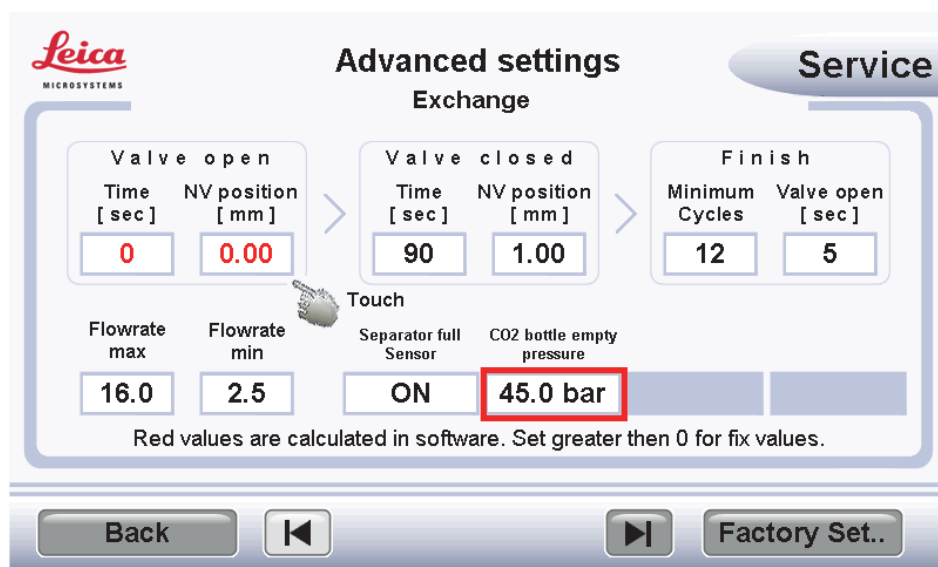 Leica
MICROSYSTEMS
Advanced settings
Service
Exchange
Valve open
Valve closed
Finish
Time NV position
Time NV position
Minimum Valve open
[ sec ] [ mm ]
[ sec ] [ mm ]
Cycles [ sec ]
0 0.00
90 1.00
12 5
Touch
Flowrate max
Flowrate min
Separator full Sensor
CO2 bottle empty pressure
16.0 2.5 ON 45.0 bar
Red values are calculated in software. Set greater then 0 for fix values.
Back
Factory Set..